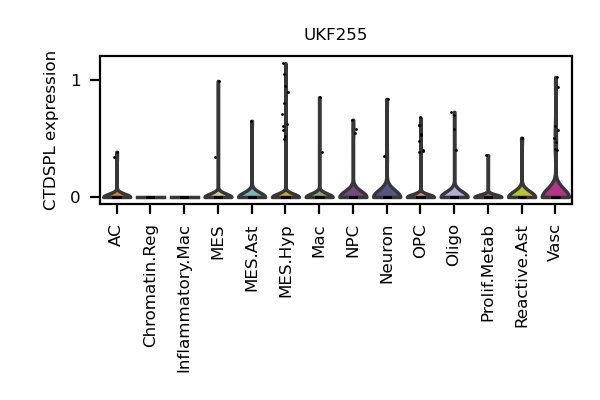 UKF255
CTDSPL expression
1
0
AC
Chromatin.Reg
Inflammatory.Mac
MES
MES.Ast
MES.Hyp
Mac
NPC
Neuron
OPC
Oligo
Prolif.Metab
Reactive.Ast
Vasc